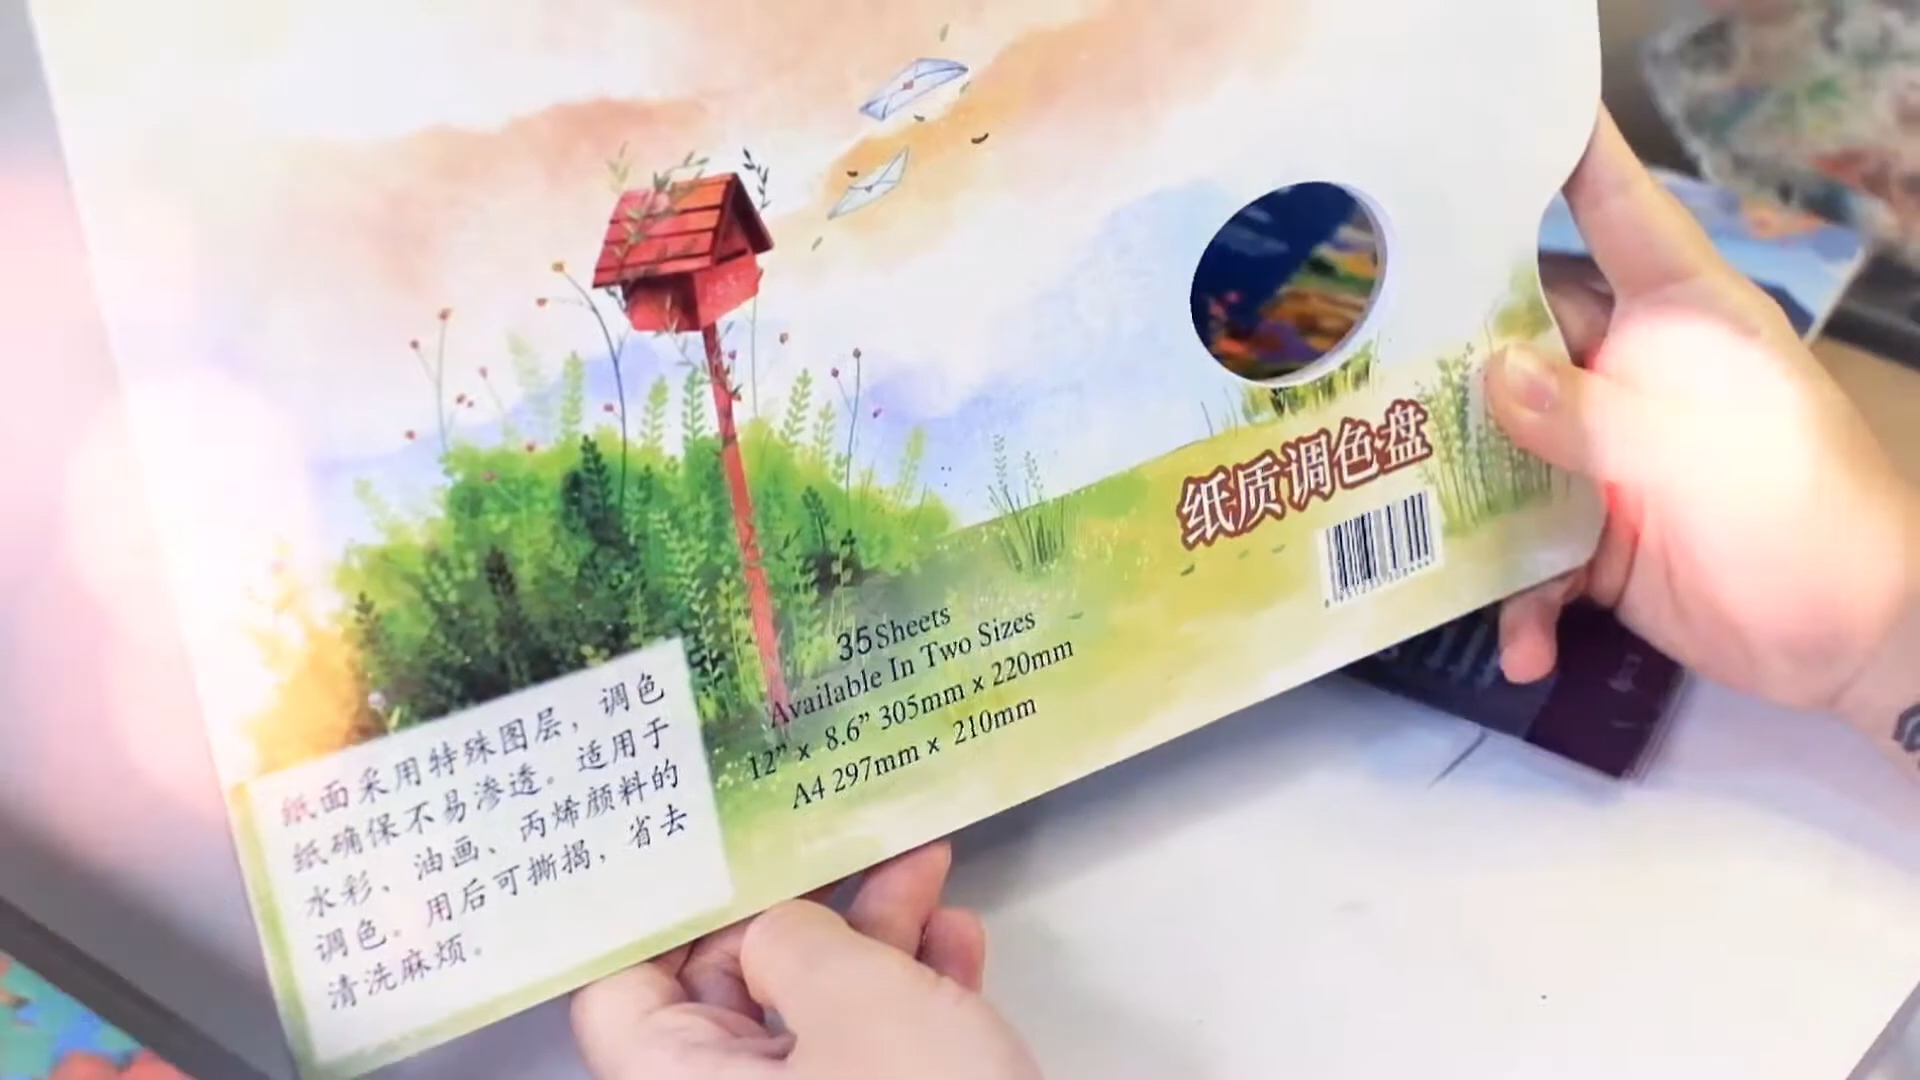 纸质调色盘
35 Sheets
Available In Two Sizes
12” x 8.6” 305mm x 220mm
A4 297mm x 210mm
纸面采用特殊图层，调色
纸确保不易渗透。适用于
水彩、油画、丙烯颜料的
调色。用后可撕揭，省去
清洗麻烦。